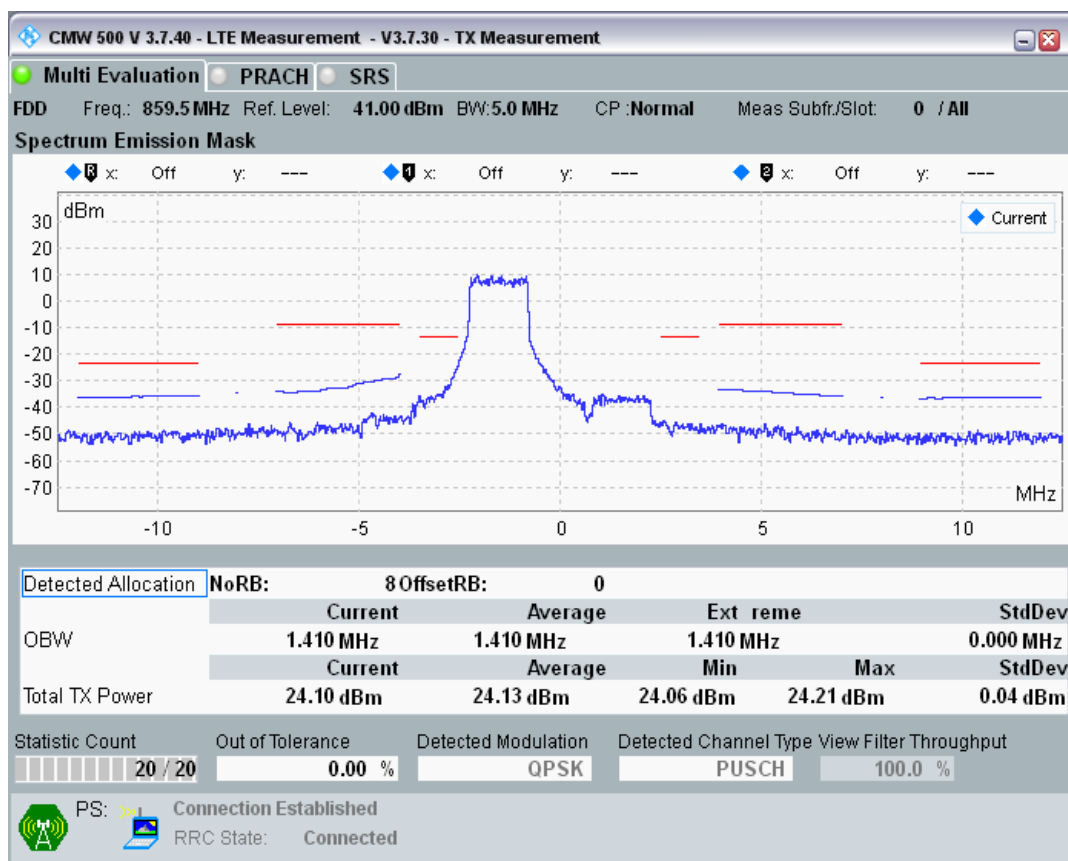 CMW 500 V 3.7.40 - LTE Measurement - V3.7.30 - TX Measurement
Multi Evaluation PRACH SRS
FDD Freq.: 859.5 MHz Ref. Level: 41.00 dBm BW:5.0 MHz CP :Normal Meas Subfr./Slot: 0 / All
Spectrum Emission Mask
R x: Off y: --- 1 x: Off y: --- 2 x: Off y: ---
dBm
Current
30
20
10
0
-10
-20
-30
-40
-50
-60
-70
MHz
-10 -5 0 5 10
Detected Allocation NoRB: 8 OffsetRB: 0
Current Average Ext reme StdDev
OBW 1.410 MHz 1.410 MHz 1.410 MHz 0.000 MHz
Current Average Min Max StdDev
Total TX Power 24.10 dBm 24.13 dBm 24.06 dBm 24.21 dBm 0.04 dBm
Statistic Count Out of Tolerance Detected Modulation Detected Channel Type View Filter Throughput
20 / 20 0.00 % QPSK PUSCH 100.0 %
PS: Connection Established
RRC State: Connected